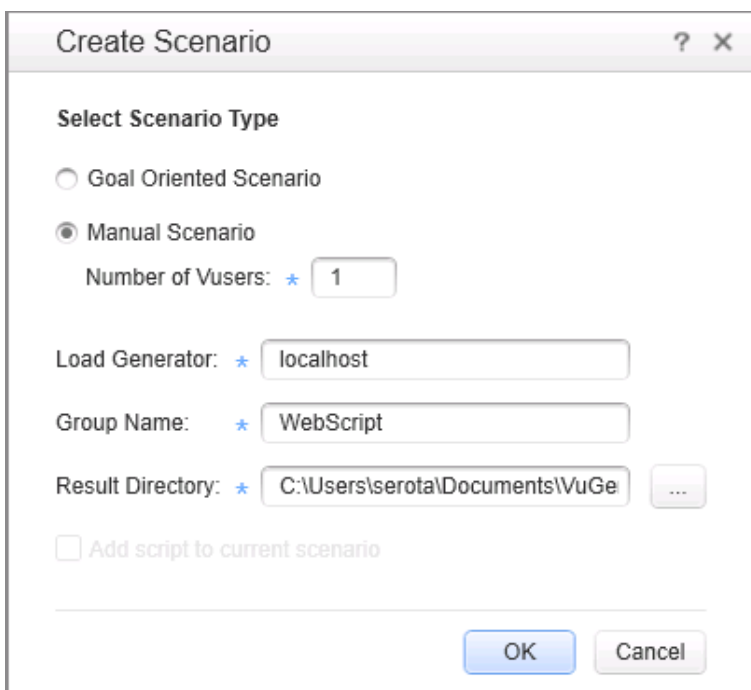 Create Scenario ? ×
Select Scenario Type
Goal Oriented Scenario
Manual Scenario
Number of Vusers: * 1
Load Generator: * localhost
Group Name: * WebScript
Result Directory: * C:\Users\serota\Documents\VuGe ...
Add script to current scenario
OK Cancel